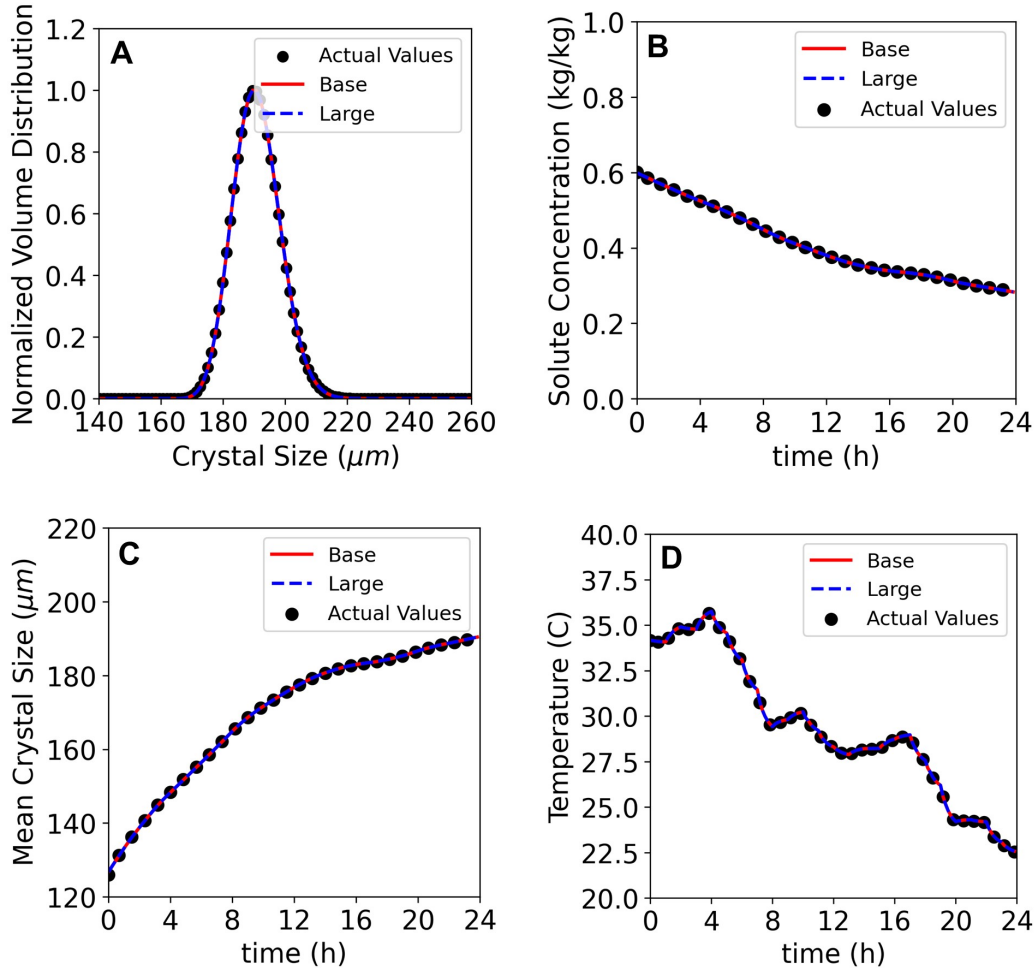 A
Actual Values
Base
Large
Normalized Volume Distribution
1.2
1.0
0.8
0.6
0.4
0.2
0.0
140 160 180 200 220 240 260
Crystal Size (μm)
B
Base
Large
Actual Values
Solute Concentration (kg/kg)
1.0
0.8
0.6
0.4
0.2
0.0
0 4 8 12 16 20 24
time (h)
C
Base
Large
Actual Values
Mean Crystal Size (μm)
220
200
180
160
140
120
0 4 8 12 16 20 24
time (h)
D
Base
Large
Actual Values
Temperature (C)
40.0
37.5
35.0
32.5
30.0
27.5
25.0
22.5
20.0
0 4 8 12 16 20 24
time (h)